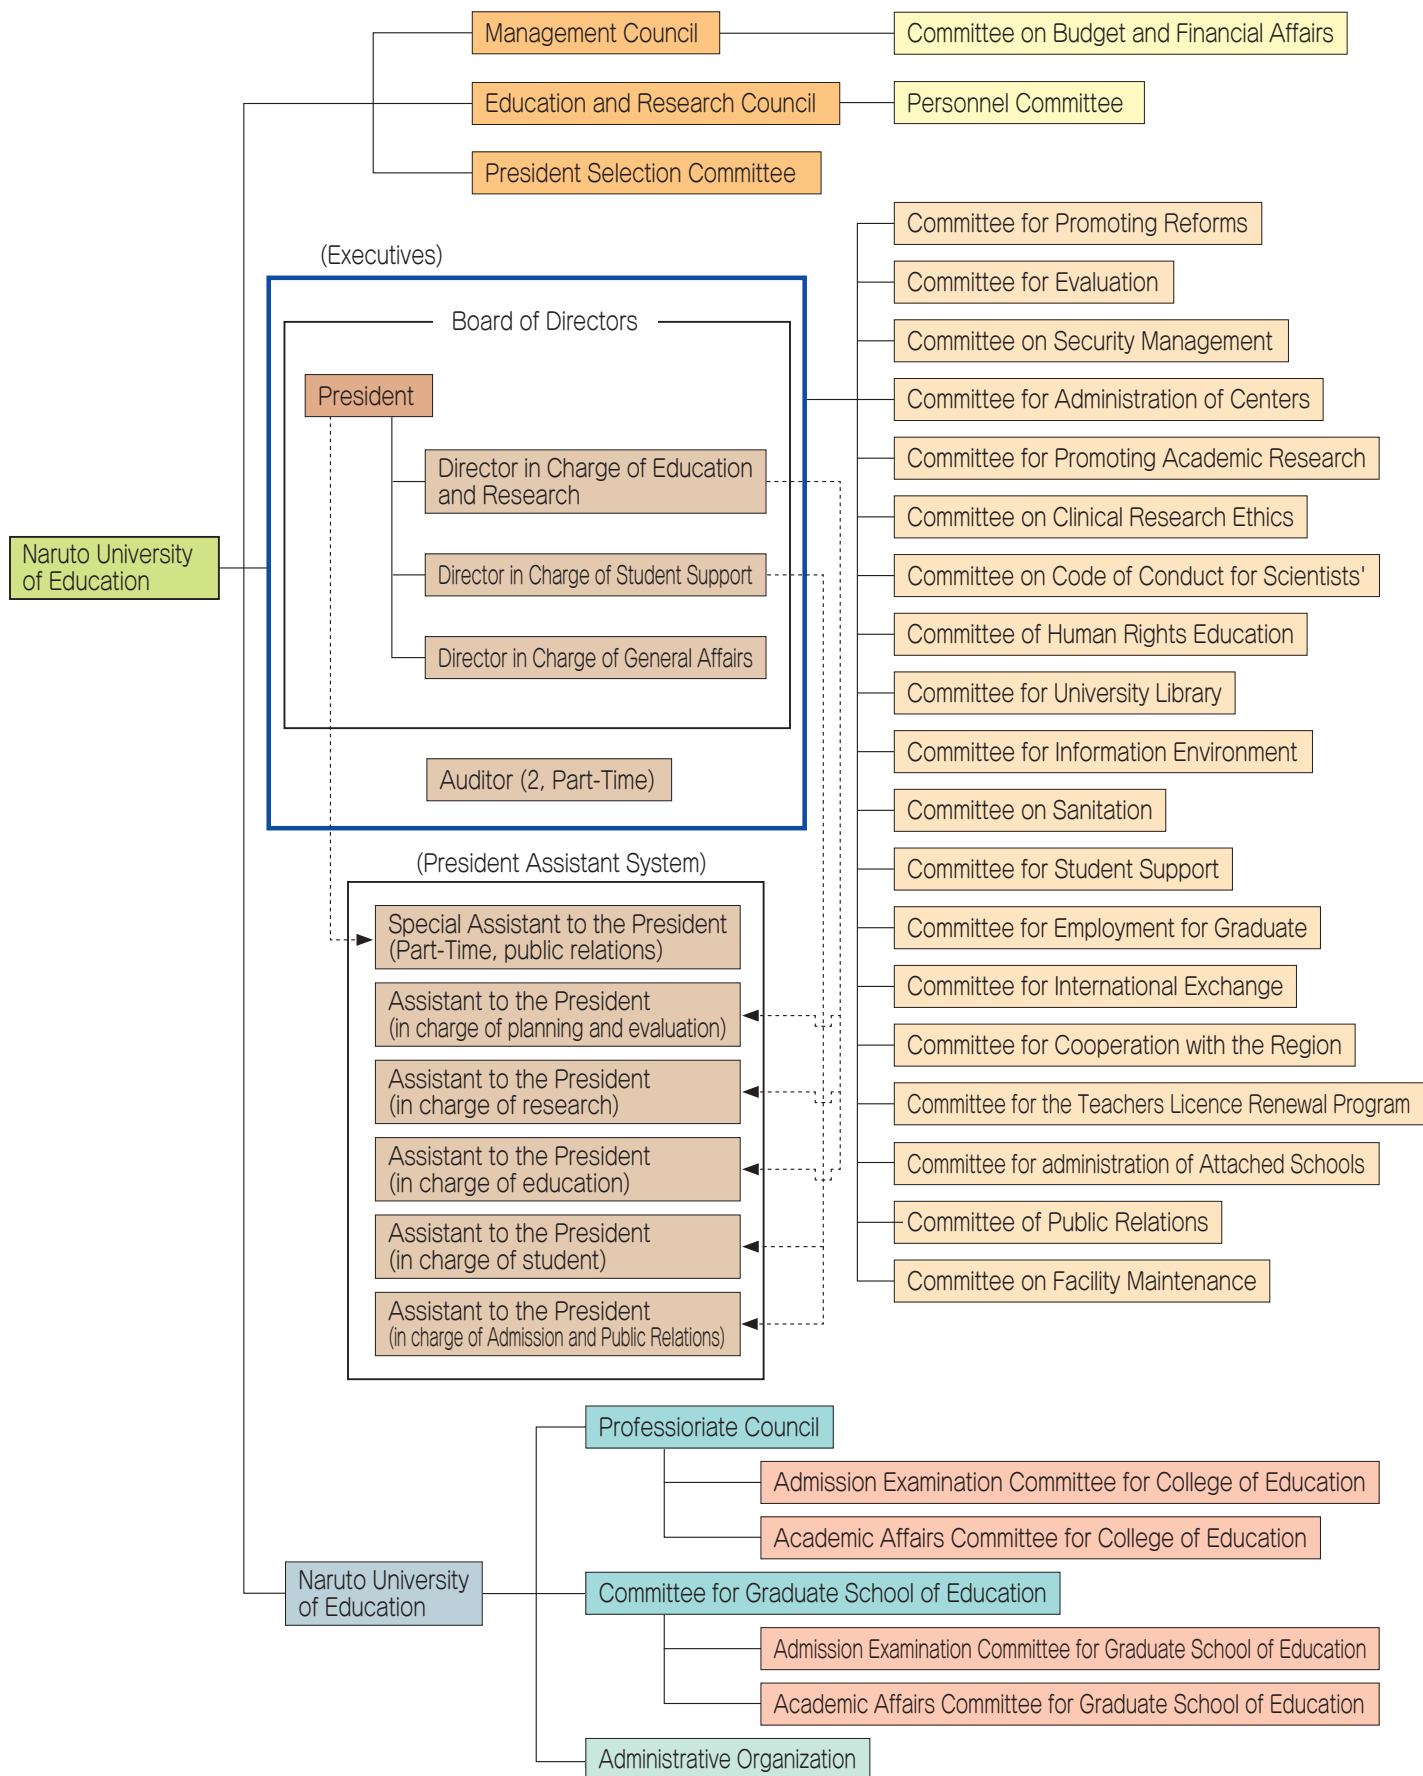 Management Council
Committee on Budget and Financial Affairs
Education and Research Council
Personnel Committee
President Selection Committee
(Executives)
Board of Directors
President
Director in Charge of Education
and Research
Director in Charge of Student Support
Director in Charge of General Affairs
Auditor (2, Part-Time)
Naruto University
of Education
(President Assistant System)
Special Assistant to the President
(Part-Time, public relations)
Assistant to the President
(in charge of planning and evaluation)
Assistant to the President
(in charge of research)
Assistant to the President
(in charge of education)
Assistant to the President
(in charge of student)
Assistant to the President
(in charge of Admission and Public Relations)
Committee for Promoting Reforms
Committee for Evaluation
Committee on Security Management
Committee for Administration of Centers
Committee for Promoting Academic Research
Committee on Clinical Research Ethics
Committee on Code of Conduct for Scientists'
Committee of Human Rights Education
Committee for University Library
Committee for Information Environment
Committee on Sanitation
Committee for Student Support
Committee for Employment for Graduate
Committee for International Exchange
Committee for Cooperation with the Region
Committee for the Teachers Licence Renewal Program
Committee for administration of Attached Schools
Committee of Public Relations
Committee on Facility Maintenance
Naruto University
of Education
Professioriate Council
Admission Examination Committee for College of Education
Academic Affairs Committee for College of Education
Committee for Graduate School of Education
Admission Examination Committee for Graduate School of Education
Academic Affairs Committee for Graduate School of Education
Administrative Organization